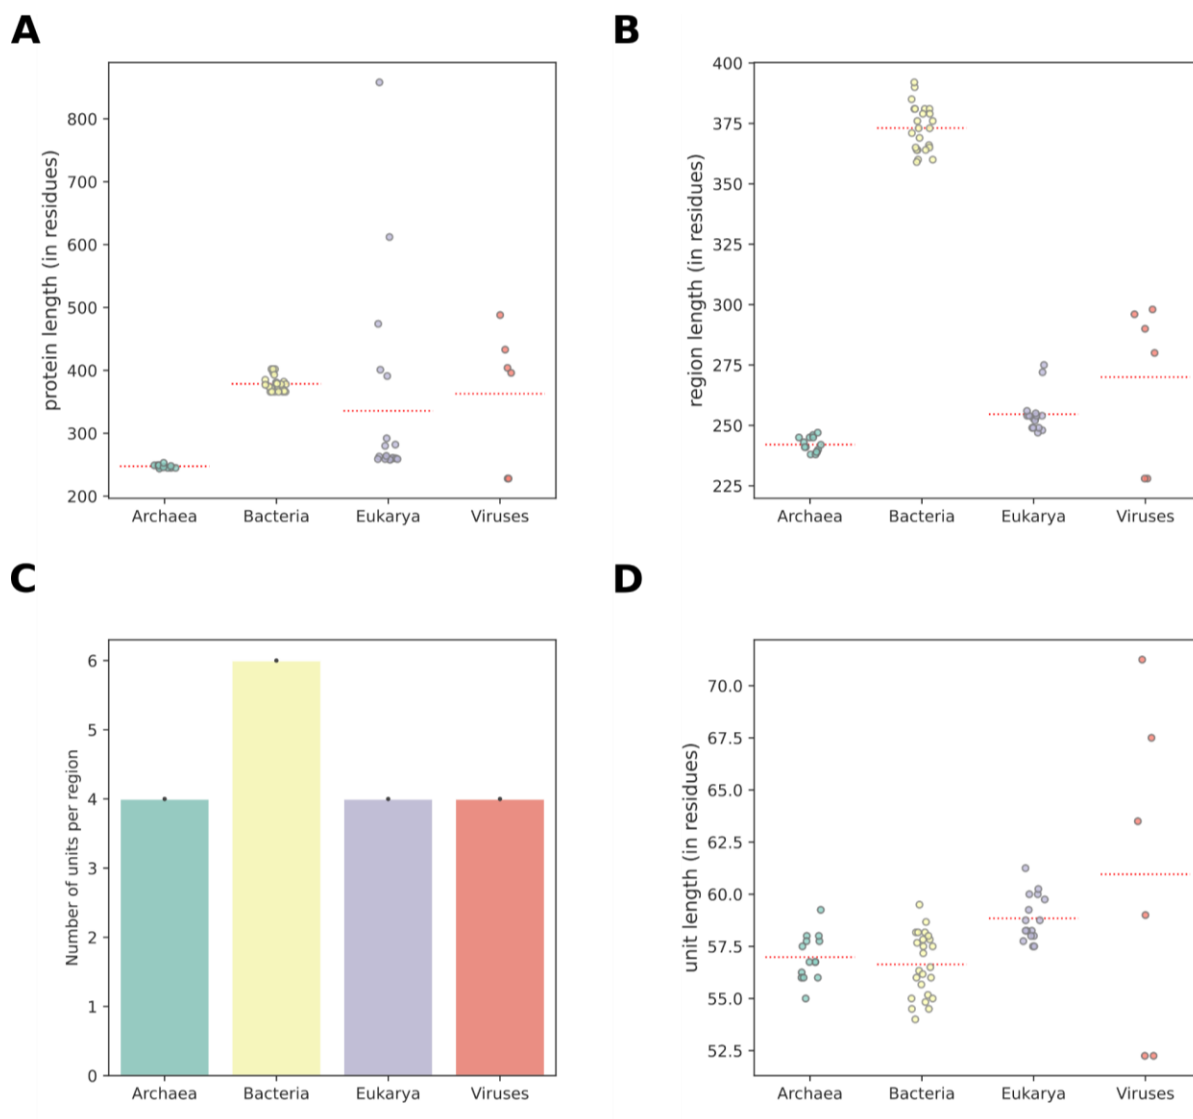 A
protein length (in residues)
800
700
600
500
400
300
200
Archaea Bacteria Eukarya Viruses
B
region length (in residues)
400
375
350
325
300
275
250
225
Archaea Bacteria Eukarya Viruses
C
Number of units per region
6
5
4
3
2
1
0
Archaea Bacteria Eukarya Viruses
D
unit length (in residues)
70.0
67.5
65.0
62.5
60.0
57.5
55.0
52.5
Archaea Bacteria Eukarya Viruses